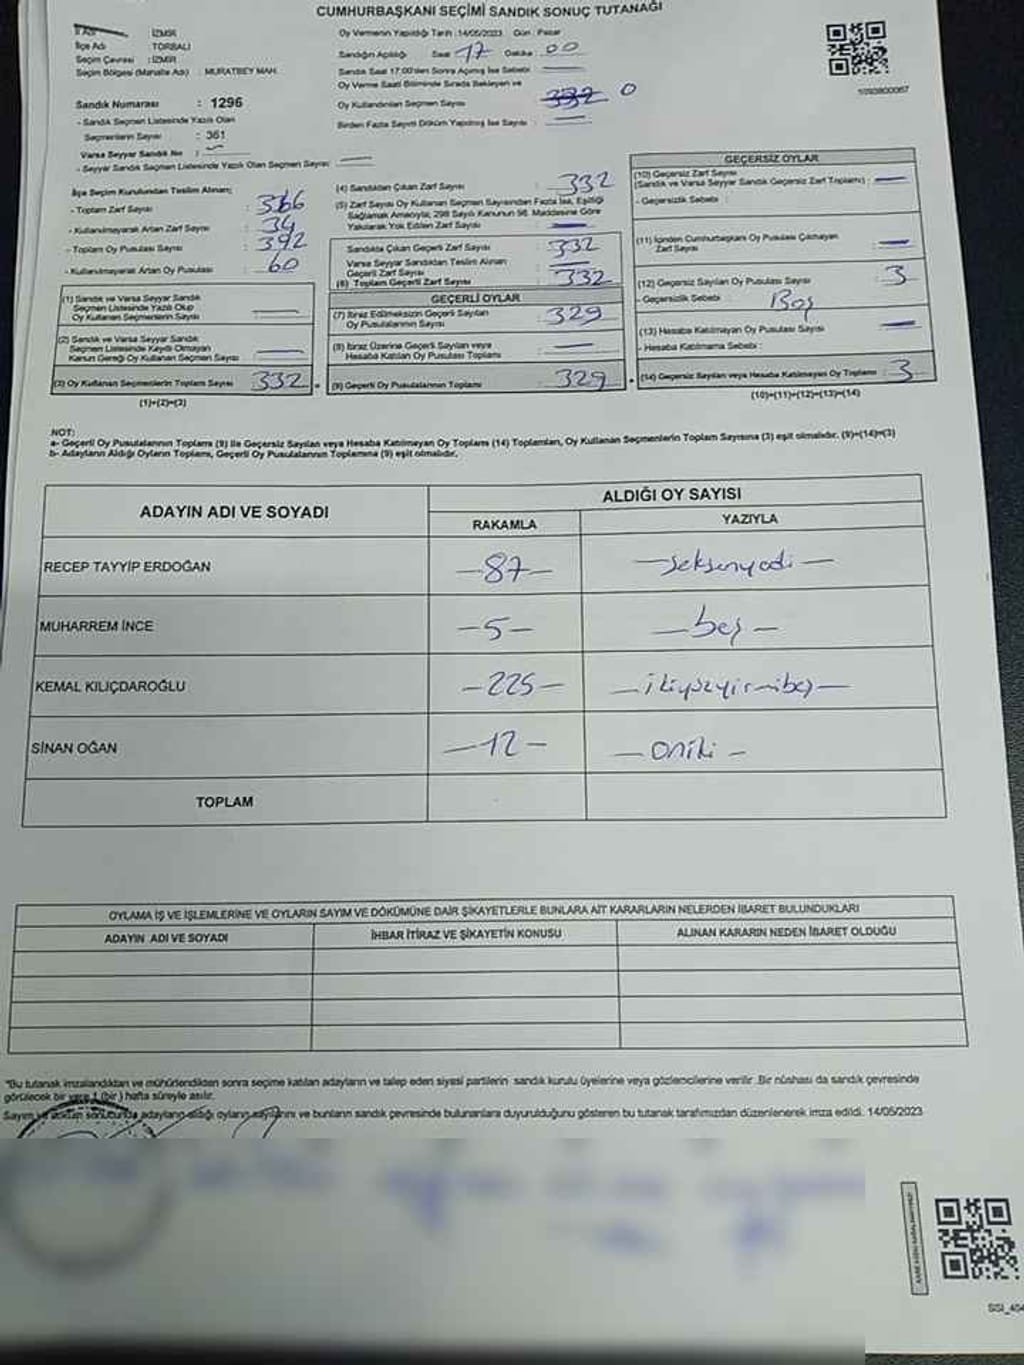 CUMHURBAŞKANI SEÇİMİ SANDIK SONUÇ TUTANAĞI
İl Adı İZMİR
İlçe Adı TORBALI
Seçim Çevresi : İZMİR
Seçim Bölgesi (Mahalle Adı) : MURATBEY MAH.
Sandık Numarası : 1296
- Sandık Seçmen Listesinde Yazılı Olan
Seçmenlerin Sayısı : 361
Varsa Seyyar Sandık No :
- Seyyar Sandık Seçmen Listesinde Yazılı Olan Seçmen Sayısı :
Oy Vermenin Yapıldığı Tarih : 14/05/2023 Gün : Pazar
Sandığın Açıldığı Saat 17 Dakika : 00
Sandık Saat 17:00'den Sonra Açılmış İse Sebebi :
Oy Verme Saati Bitiminde Sırada Bekleyen ve
Oy Kullandırılan Seçmen Sayısı : 332 0
Birden Fazla Sayım Döküm Yapılmış İse Sayısı :
İlçe Seçim Kurulundan Teslim Alınan;
- Toplam Zarf Sayısı : 366
- Kullanılmayarak Artan Zarf Sayısı : 34
- Toplam Oy Pusulası Sayısı : 392
- Kullanılmayarak Artan Oy Pusulası : 60
(1) Sandık ve Varsa Seyyar Sandık
Seçmen Listesinde Yazılı Olup
Oy Kullanan Seçmenlerin Sayısı :
(2) Sandık ve Varsa Seyyar Sandık
Seçmen Listesinde Kayıtlı Olmayan
Kanun Gereği Oy Kullanan Seçmen Sayısı :
(3) Oy Kullanan Seçmenlerin Toplam Sayısı : 332
(1)+(2)=(3)
(4) Sandıktan Çıkan Zarf Sayısı : 332
(5) Zarf Sayısı Oy Kullanan Seçmen Sayısından Fazla İse, Eşitliği
Sağlamak Amacıyla; 298 Sayılı Kanunun 98. Maddesine Göre
Yakılarak Yok Edilen Zarf Sayısı :
Sandıkta Çıkan Geçerli Zarf Sayısı : 332
Varsa Seyyar Sandıktan Teslim Alınan
Geçerli Zarf Sayısı :
(6) Toplam Geçerli Zarf Sayısı : 332
GEÇERLİ OYLAR
(7) İtiraz Edilmeksizin Geçerli Sayılan
Oy Pusulalarının Sayısı : 329
(8) İtiraz Üzerine Geçerli Sayılan veya
Hesaba Katılan Oy Pusulası Toplamı :
(9) Geçerli Oy Pusulalarının Toplamı : 329
GEÇERSİZ OYLAR
(10) Geçersiz Zarf Sayısı
(Sandık ve Varsa Seyyar Sandık Geçersiz Zarf Toplamı) :
- Geçersizlik Sebebi :
(11) İçinden Cumhurbaşkanı Oy Pusulası Çıkmayan
Zarf Sayısı :
(12) Geçersiz Sayılan Oy Pusulası Sayısı : 3
- Geçersizlik Sebebi : Boş
(13) Hesaba Katılmayan Oy Pusulası Sayısı :
- Hesaba Katılmama Sebebi :
(14) Geçersiz Sayılan veya Hesaba Katılmayan Oy Toplamı : 3
(10)+(11)+(12)+(13)=(14)
NOT:
a- Geçerli Oy Pusulalarının Toplamı (9) ile Geçersiz Sayılan veya Hesaba Katılmayan Oy Toplamı (14) Toplamları, Oy Kullanan Seçmenlerin Toplam Sayısına (3) eşit olmalıdır. (9)+(14)=(3)
b- Adayların Aldığı Oyların Toplamı, Geçerli Oy Pusulalarının Toplamına (9) eşit olmalıdır.
ADAYIN ADI VE SOYADI ALDIĞI OY SAYISI
RAKAMLA YAZIYLA
RECEP TAYYİP ERDOĞAN -87- -seksenyedi-
MUHARREM İNCE -5- -beş-
KEMAL KILIÇDAROĞLU -225- -ikiyüzyirmibeş-
SİNAN OĞAN -12- -oniki-
TOPLAM
OYLAMA İŞ VE İŞLEMLERİNE VE OYLARIN SAYIM VE DÖKÜMÜNE DAİR ŞİKAYETLERLE BUNLARA AİT KARARLARIN NELERDEN İBARET BULUNDUKLARI
ADAYIN ADI VE SOYADI İHBAR İTİRAZ VE ŞİKAYETİN KONUSU ALINAN KARARIN NEDEN İBARET OLDUĞU
"Bu tutanak imzalandıktan ve mühürlendikten sonra seçime katılan adayların ve talep eden siyasi partilerin sandık kurulu üyelerine veya gözlemcilerine verilir. Bir nüshası da sandık çevresinde
görülecek bir yere 1 (bir) hafta süreyle asılır.
Sayım ve döküm sonucunda adayların aldığı oyların sayılarını ve bunların sandık çevresinde bulunanlara duyurulduğunu gösteren bu tutanak tarafımızdan düzenlenerek imza edildi. 14/05/2023